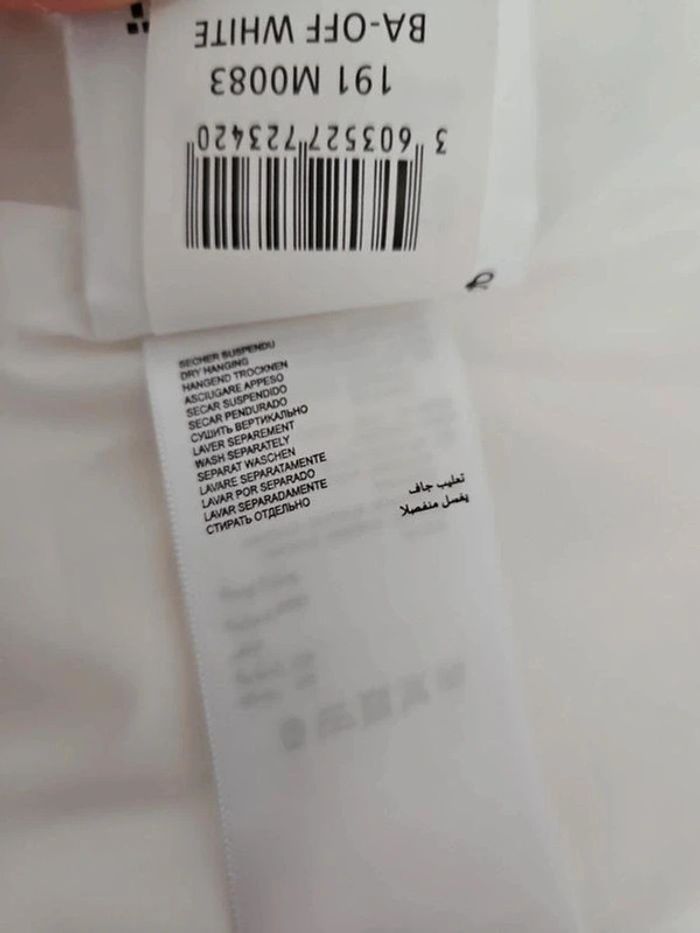 3 603527 723420
191 M0083
BA-OFF WHITE
SECHER SUSPENDU
DRY HANGING
HANGEND TROCKNEN
ASCIUGARE APPESO
SECAR SUSPENDIDO
SECAR PENDURADO
СУШИТЬ ВЕРТИКАЛЬНО
LAVER SEPAREMENT
WASH SEPARATELY
SEPARAT WASCHEN
LAVARE SEPARATAMENTE
LAVAR POR SEPARADO
LAVAR SEPARADAMENTE
СТИРАТЬ ОТДЕЛЬНО
تعليب جاف
يغسل منفصلا